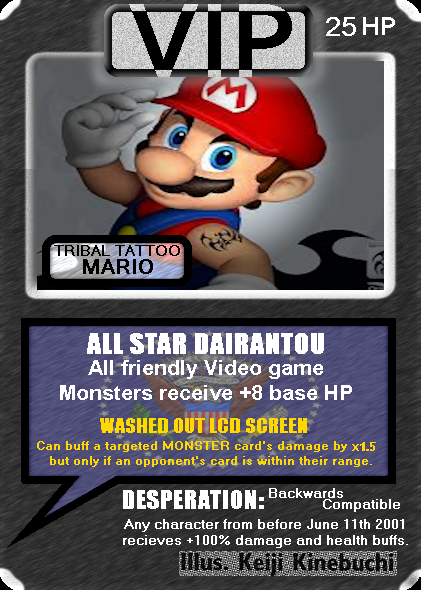 VIP
25 HP
M
TRIBAL TATTOO
MARIO
ALL STAR DAIRANTOU
All friendly Video game
Monsters receive +8 base HP
WASHED OUT LCD SCREEN
Can buff a targeted MONSTER card's damage by x1.5
but only if an opponent's card is within their range.
DESPERATION: Backwards
Compatible
Any character from before June 11th 2001
recieves +100% damage and health buffs.
Illus. Keiji Kinebuchi